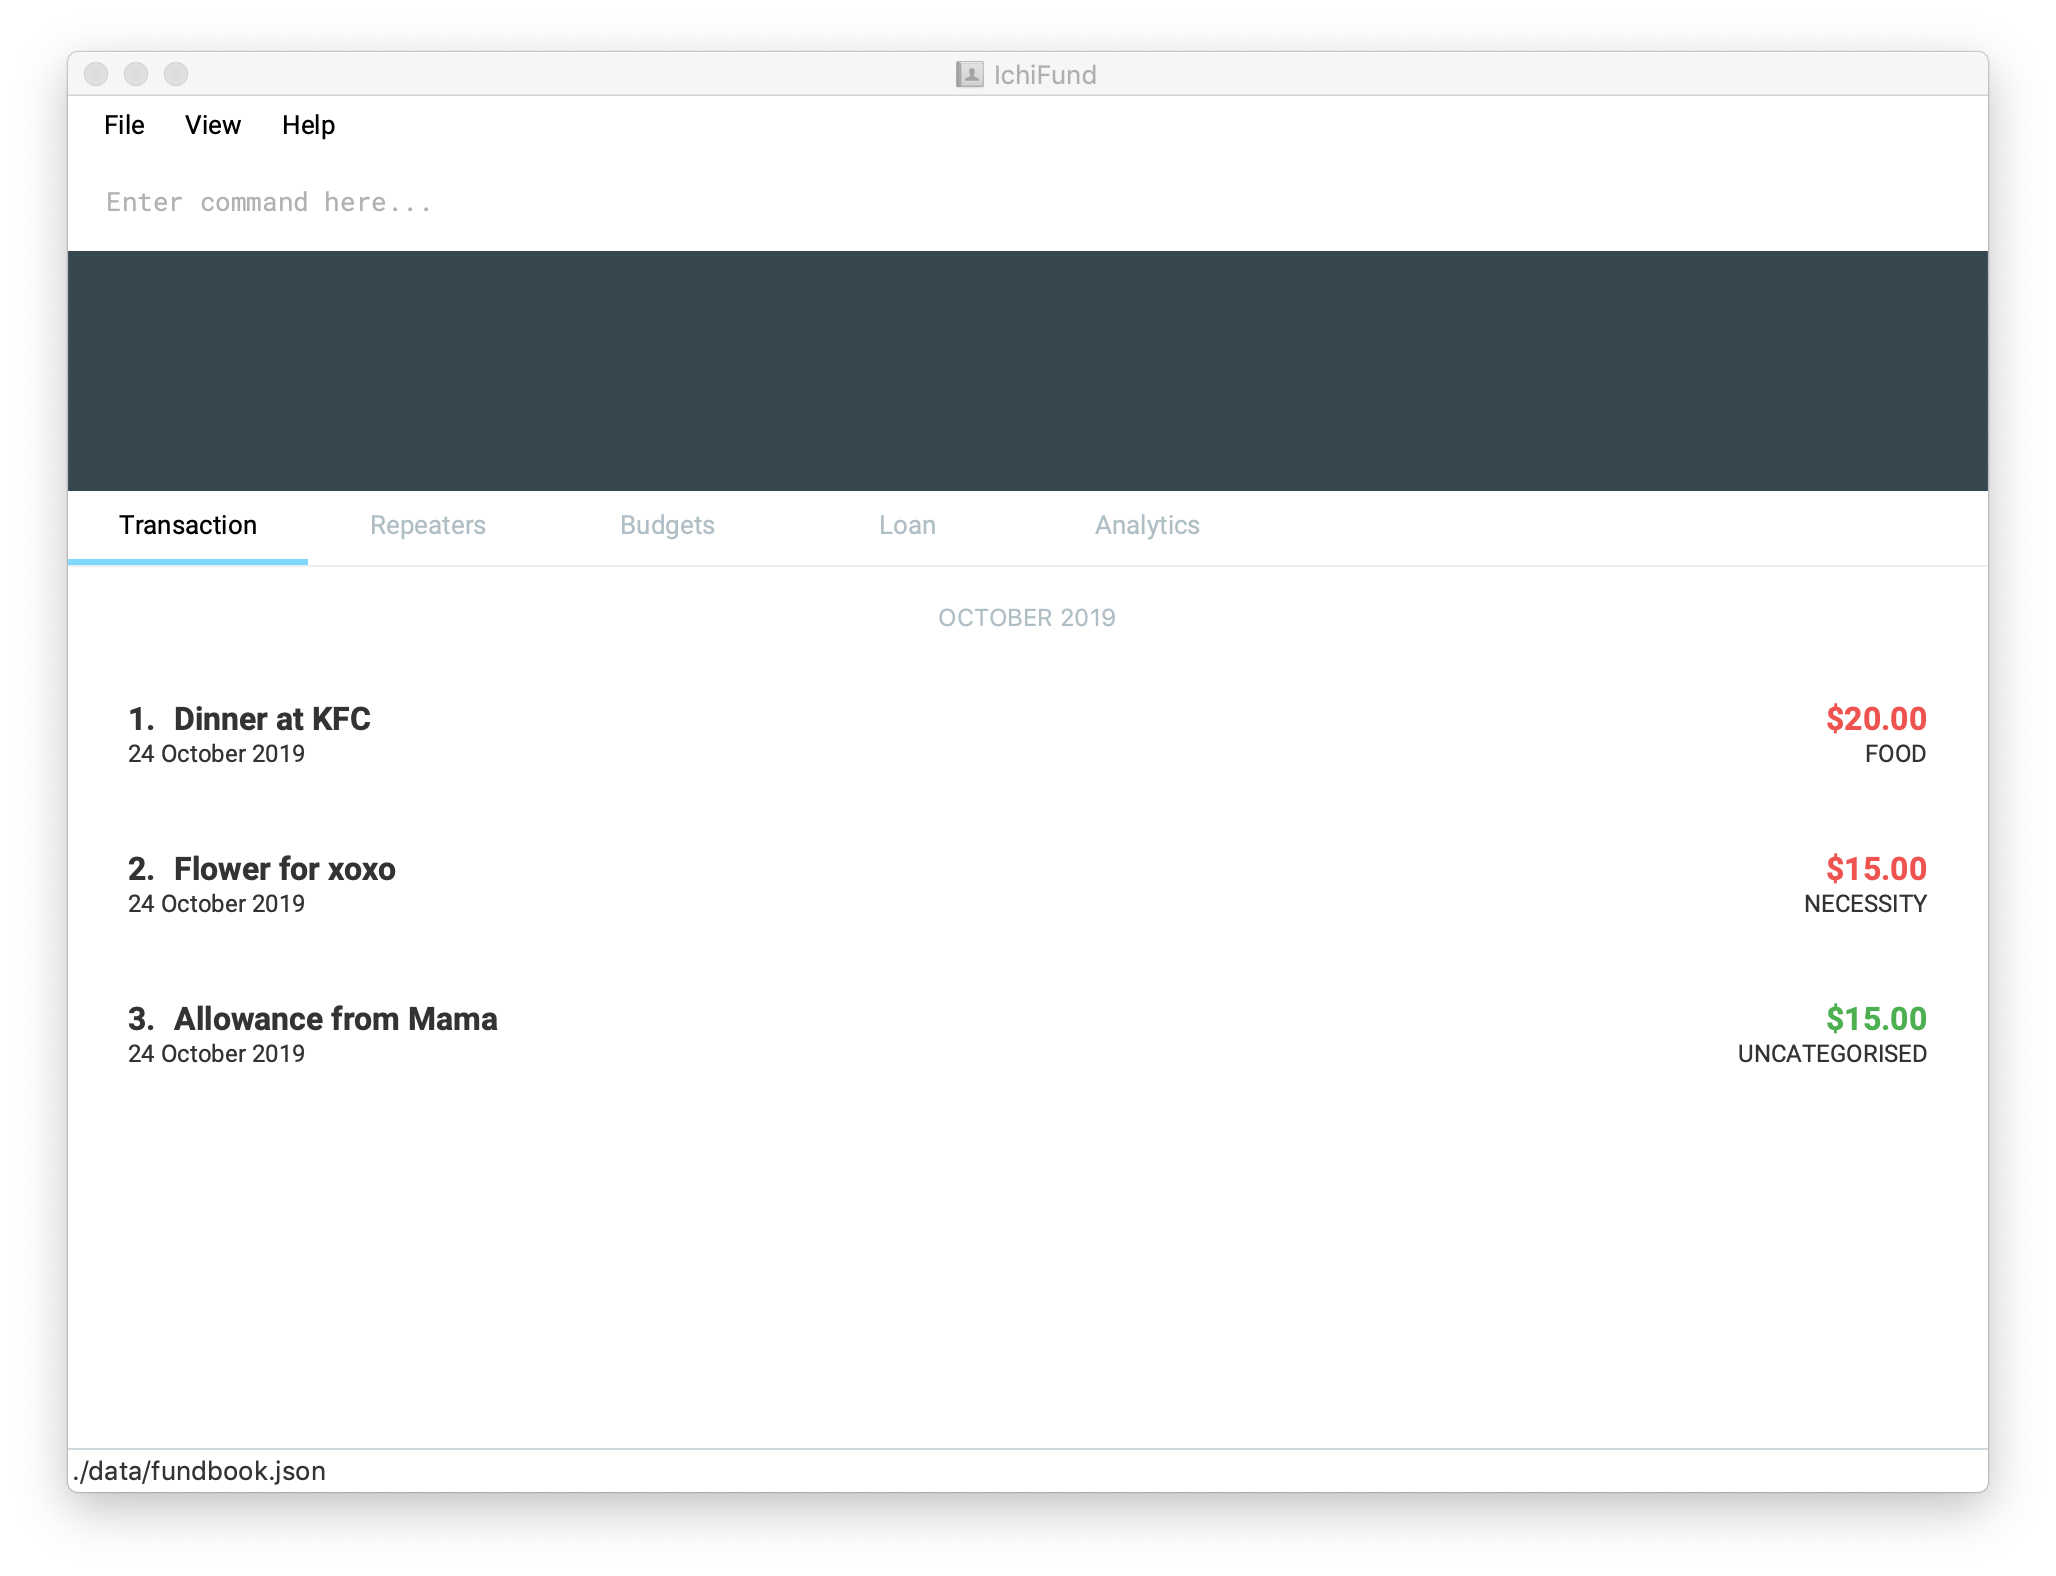 IchiFund
File View Help
Enter command here...
Transaction Repeaters Budgets Loan Analytics
OCTOBER 2019
1. Dinner at KFC $20.00
24 October 2019 FOOD
2. Flower for xoxo $15.00
24 October 2019 NECESSITY
3. Allowance from Mama $15.00
24 October 2019 UNCATEGORISED
./data/fundbook.json